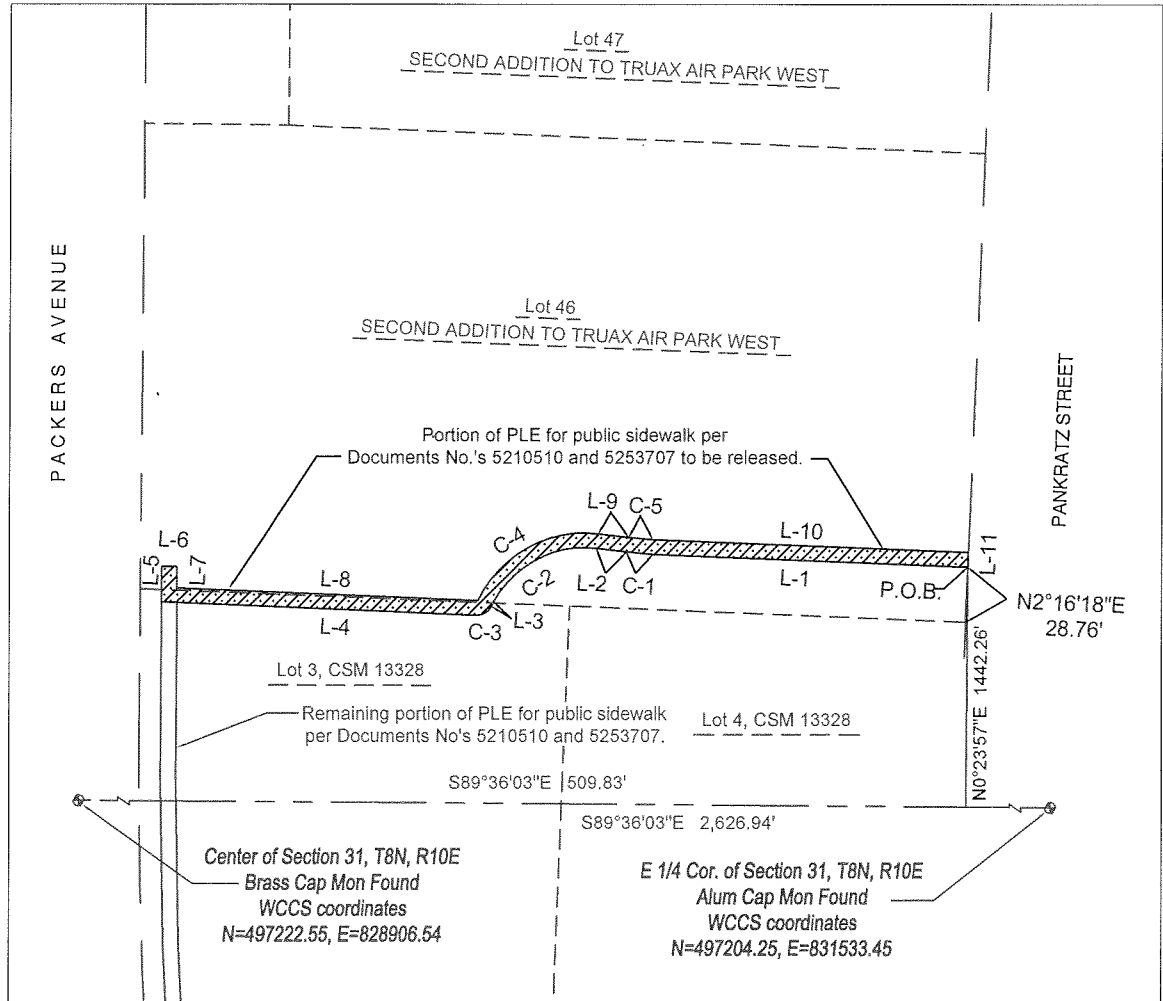 Lot 47
SECOND ADDITION TO TRUAX AIR PARK WEST
PACKERS AVENUE
Lot 46
SECOND ADDITION TO TRUAX AIR PARK WEST
PANKRATZ STREET
Portion of PLE for public sidewalk per
Documents No.'s 5210510 and 5253707 to be released.
L-9
C-5
L-10
L-11
C-4
L-6
L-5
L-7
L-8
C-2
L-2
C-1
L-1
P.O.B.
N2°16'18"E
28.76'
L-4
C-3
L-3
Lot 3, CSM 13328
Remaining portion of PLE for public sidewalk
per Documents No's 5210510 and 5253707.
Lot 4, CSM 13328
N0°23'57"E 1442.26'
S89°36'03"E 509.83'
S89°36'03"E 2,626.94'
Center of Section 31, T8N, R10E
Brass Cap Mon Found
WCCS coordinates
N=497222.55, E=828906.54
E 1/4 Cor. of Section 31, T8N, R10E
Alum Cap Mon Found
WCCS coordinates
N=497204.25, E=831533.45